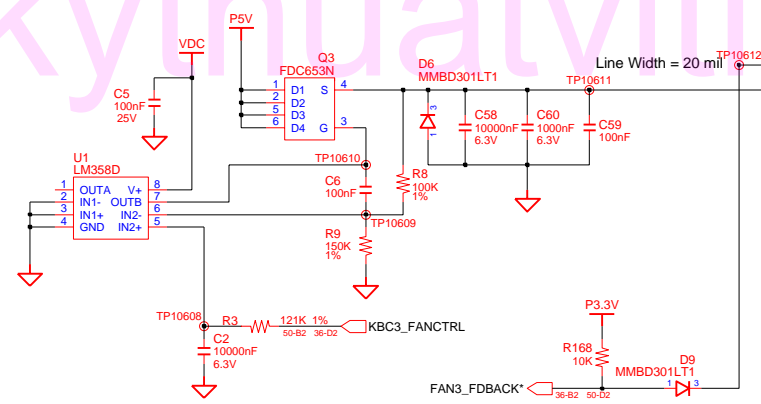 kythuatviti
P5V
VDC
Q3
FDC653N
D6
MMBD301LT1
Line Width = 20 mil
TP10612
TP10611
C5
100nF
25V
1 D1 S 4
2 D2
5 D3
6 D4 G 3
3
1
C58
10000nF
6.3V
C60
1000nF
6.3V
C59
100nF
U1
LM358D
TP10610
C6
100nF
R8
100K
1%
1 OUTA V+ 8
2 IN1- OUTB 7
3 IN1+ IN2- 6
4 GND IN2+ 5
TP10609
R9
150K
1%
TP10608
R3
121K 1%
50-B2 36-D2
KBC3_FANCTRL
C2
10000nF
6.3V
P3.3V
R168
10K
D9
MMBD301LT1
FAN3_FDBACK*
36-B2 50-D2
1 3